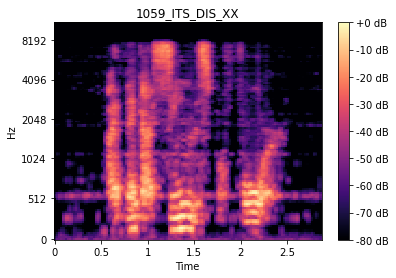 1059_ITS_DIS_XX
8192
4096
2048
1024
512
0
Hz
0 0.5 1 1.5 2 2.5
Time
+0 dB
-10 dB
-20 dB
-30 dB
-40 dB
-50 dB
-60 dB
-70 dB
-80 dB